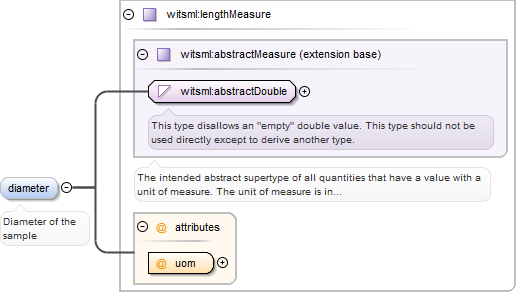 witsml:lengthMeasure
witsml:abstractMeasure (extension base)
witsml:abstractDouble
This type disallows an "empty" double value. This type should not be
used directly except to derive another type.
The intended abstract supertype of all quantities that have a value with a
unit of measure. The unit of measure is in...
diameter
Diameter of the
sample
@ attributes
@ uom